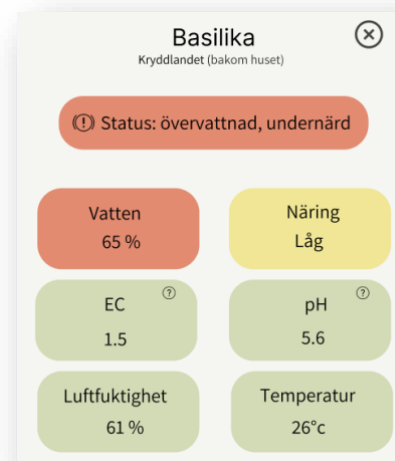 Basilika
Kryddlandet (bakom huset)
Status: övervattnad, undernärd
Vatten
65 %
Näring
Låg
EC
1.5
pH
5.6
Luftfuktighet
61 %
Temperatur
26°c